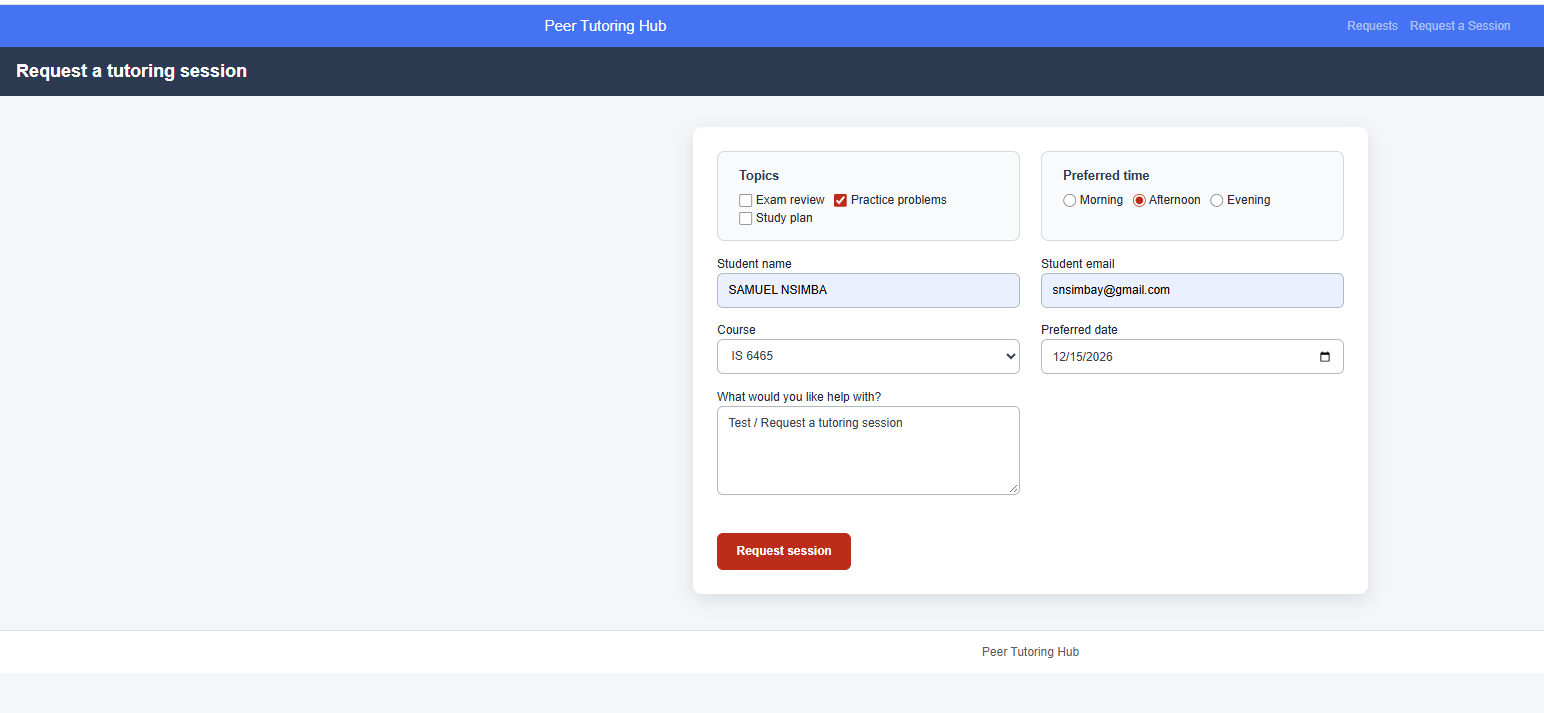 Peer Tutoring Hub Requests Request a Session
Request a tutoring session
Topics
Exam review Practice problems
Study plan
Preferred time
Morning Afternoon Evening
Student name
SAMUEL NSIMBA
Student email
snsimbay@gmail.com
Course
IS 6465
Preferred date
12/15/2026
What would you like help with?
Test / Request a tutoring session
Request session
Peer Tutoring Hub